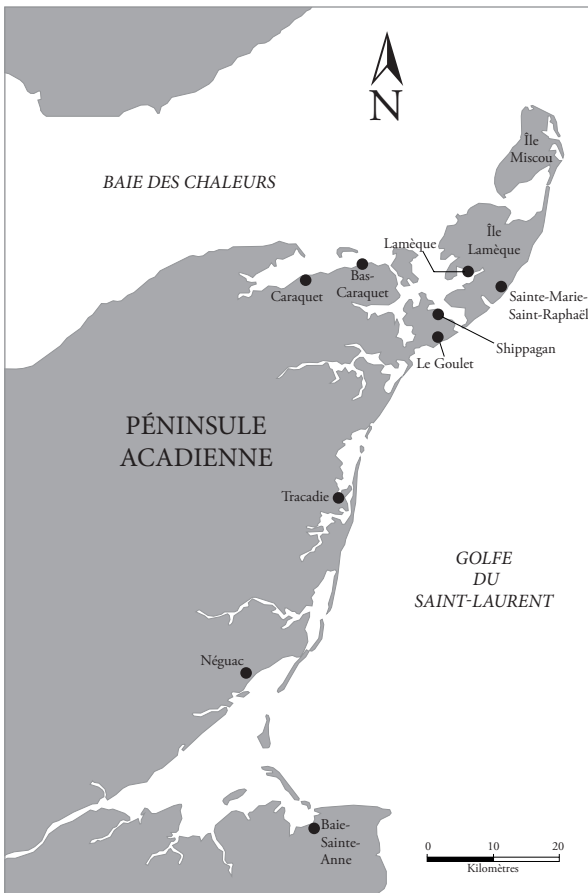 N
BAIE DES CHALEURS
Île
Miscou
Île
Lamèque
Lamèque
Bas-
Caraquet
Caraquet
Sainte-Marie-
Saint-Raphaël
Shippagan
Le Goulet
PÉNINSULE
ACADIENNE
Tracadie
GOLFE
DU
SAINT-LAURENT
Néguac
Baie-
Sainte-
Anne
0 10 20
Kilomètres